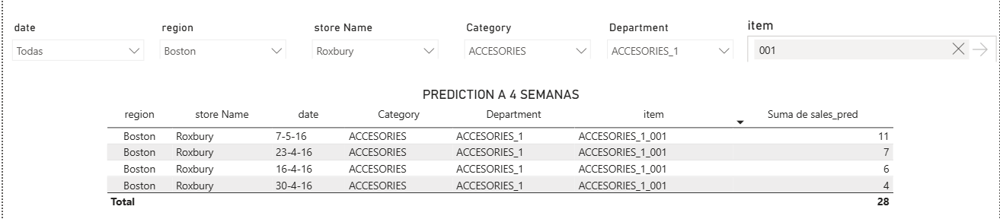 date region store Name Category Department item
Todas Boston Roxbury ACCESORIES ACCESORIES_1 001
PREDICTION A 4 SEMANAS
region store Name date Category Department item Suma de sales_pred
Boston Roxbury 7-5-16 ACCESORIES ACCESORIES_1 ACCESORIES_1_001 11
Boston Roxbury 23-4-16 ACCESORIES ACCESORIES_1 ACCESORIES_1_001 7
Boston Roxbury 16-4-16 ACCESORIES ACCESORIES_1 ACCESORIES_1_001 6
Boston Roxbury 30-4-16 ACCESORIES ACCESORIES_1 ACCESORIES_1_001 4
Total 28